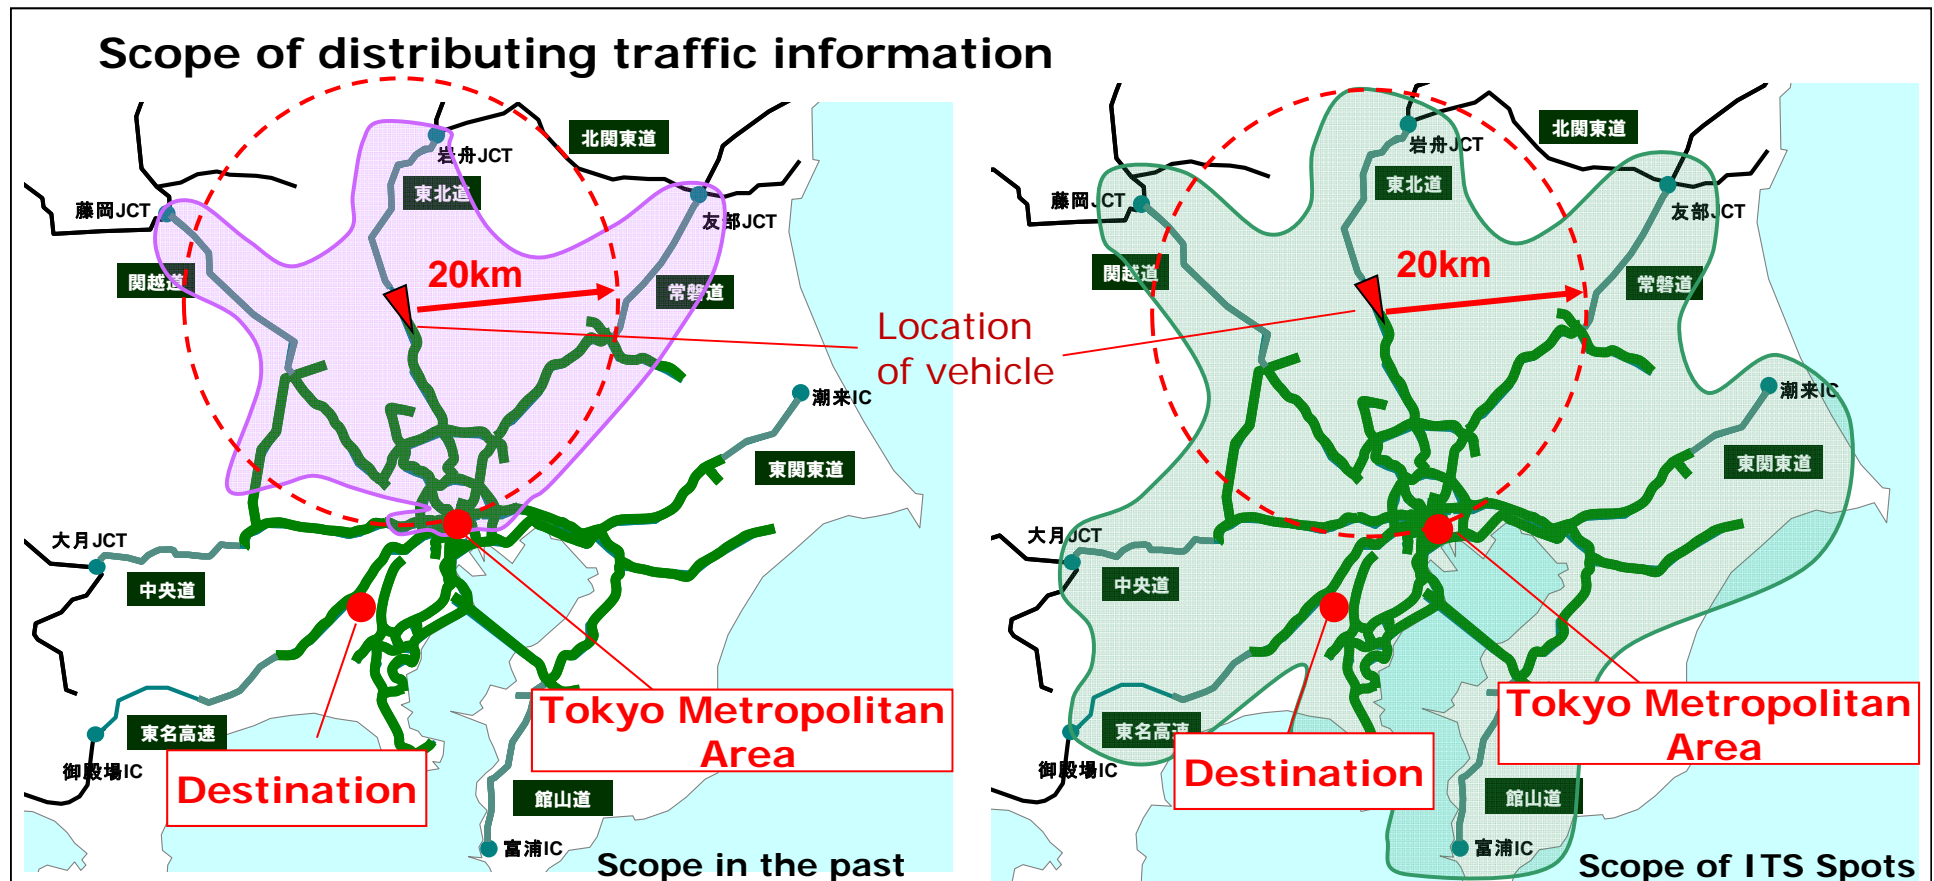 Scope of distributing traffic information
北関東道
岩舟JCT
東北道
藤岡JCT
友部JCT
関越道
20km
常磐道
潮来IC
東関東道
大月JCT
中央道
Tokyo Metropolitan
Area
東名高速
御殿場IC
Destination
館山道
富浦IC
Scope in the past
Location
of vehicle
北関東道
岩舟JCT
東北道
藤岡JCT
友部JCT
関越道
20km
常磐道
潮来IC
東関東道
大月JCT
中央道
Tokyo Metropolitan
Area
東名高速
御殿場IC
Destination
館山道
富浦IC
Scope of ITS Spots